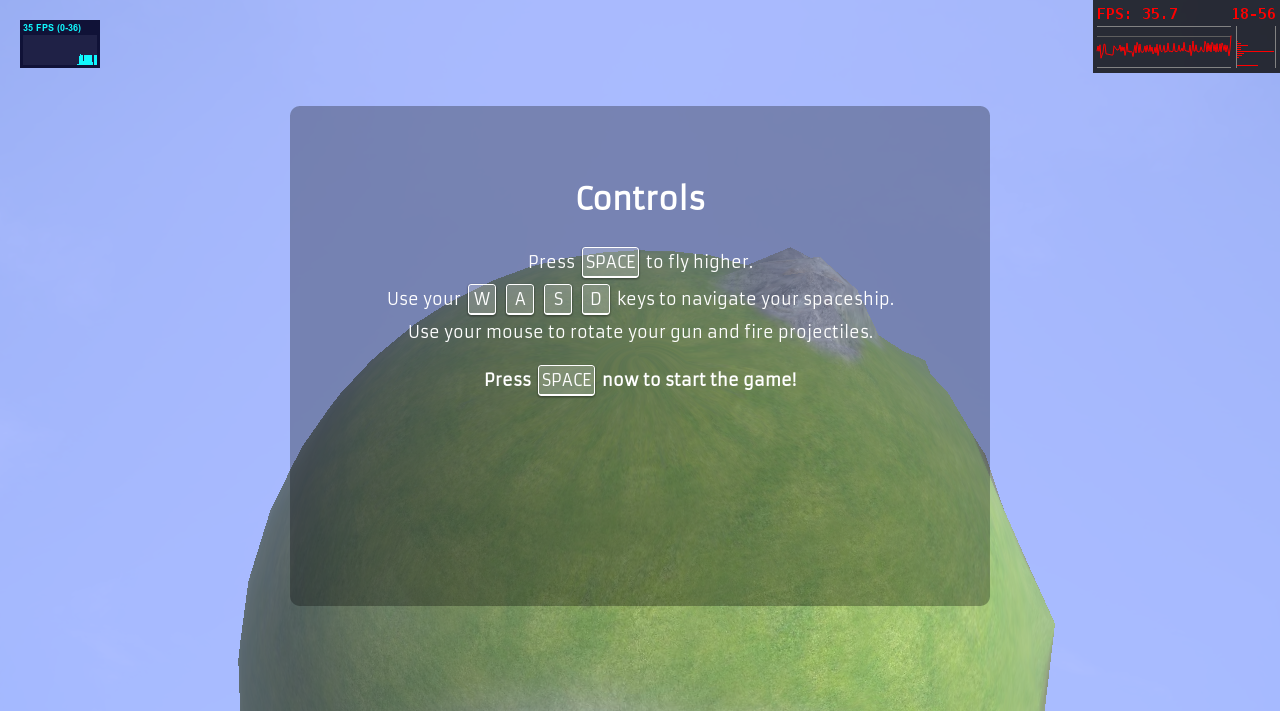 35 FPS (0-36)
FPS: 35.7 18-56
Controls
Press SPACE to fly higher.
Use your W A S D keys to navigate your spaceship.
Use your mouse to rotate your gun and fire projectiles.
Press SPACE now to start the game!